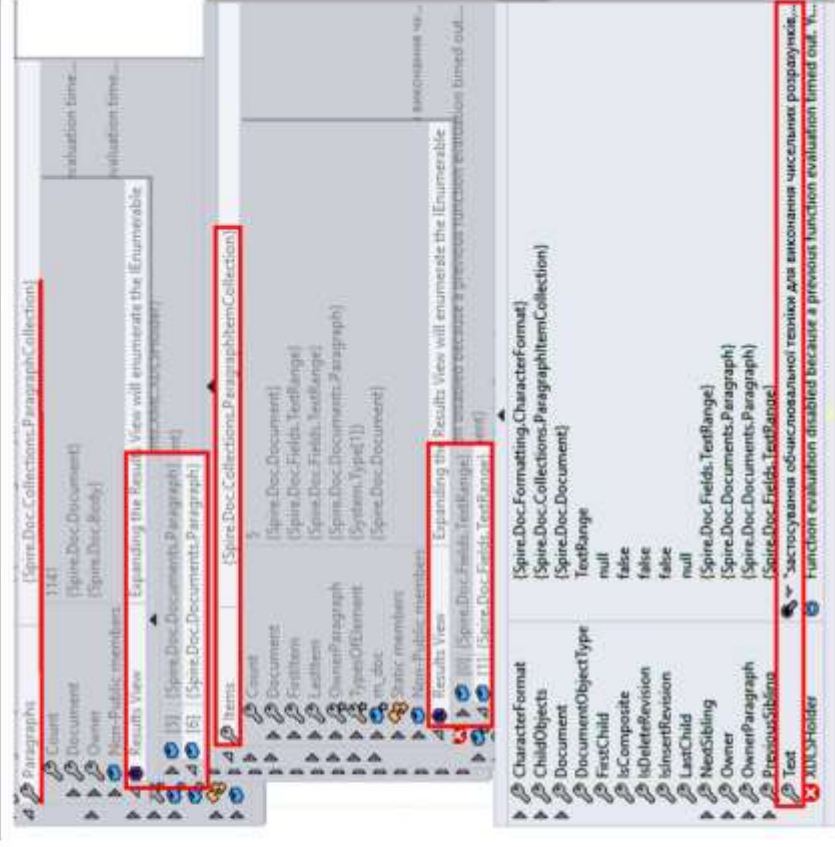 Paragraphs {Spire.Doc.Collections.ParagraphCollection}
Count 114
Document {Spire.Doc.Document}
Owner {Spire.Doc.Body}
Non-Public members
Results View Expanding the Results View will enumerate the IEnumerable
[5] {Spire.Doc.Documents.Paragraph}
[6] {Spire.Doc.Documents.Paragraph}
Items {Spire.Doc.Collections.ParagraphItemCollection}
Count 5
Document {Spire.Doc.Document}
FirstItem {Spire.Doc.Fields.TextRange}
LastItem {Spire.Doc.Fields.TextRange}
OwnerParagraph {Spire.Doc.Documents.Paragraph}
TypesOfElement {System.Type[1]}
m_doc {Spire.Doc.Document}
Static members
Non-Public members
Results View Expanding the Results View will enumerate the IEnumerable
[0] {Spire.Doc.Fields.TextRange}
[1] {Spire.Doc.Fields.TextRange}
CharacterFormat {Spire.Doc.Formatting.CharacterFormat}
ChildObjects {Spire.Doc.Collections.ParagraphItemCollection}
Document {Spire.Doc.Document}
DocumentObjectType TextRange
FirstChild null
IsComposite false
IsDeleteRevision false
IsInsertRevision false
LastChild null
NextSibling {Spire.Doc.Fields.TextRange}
Owner {Spire.Doc.Documents.Paragraph}
OwnerParagraph {Spire.Doc.Documents.Paragraph}
PreviousSibling {Spire.Doc.Fields.TextRange}
Text "застосування обчислювальної техніки для виконання чисельних розрахунків,...
XDLSHolder Function evaluation disabled because a previous function evaluation timed out. Y...